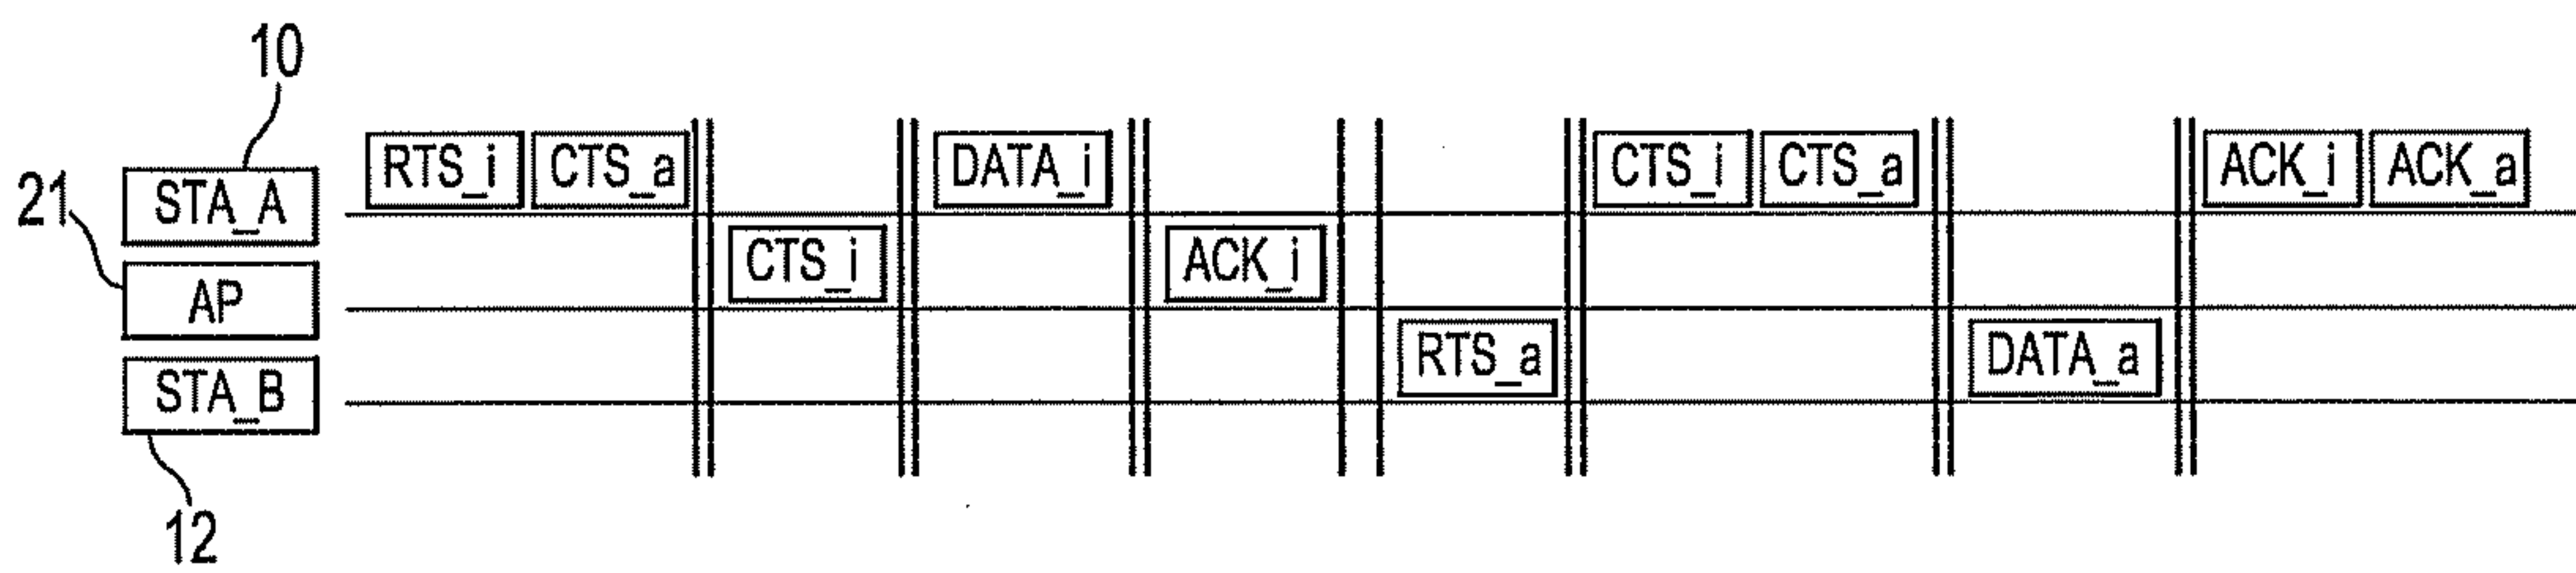 10
RTS_i CTS_a DATA_i CTS_i CTS_a ACK_i ACK_a
21 STA_A
AP CTS_i ACK_i
STA_B RTS_a DATA_a
12